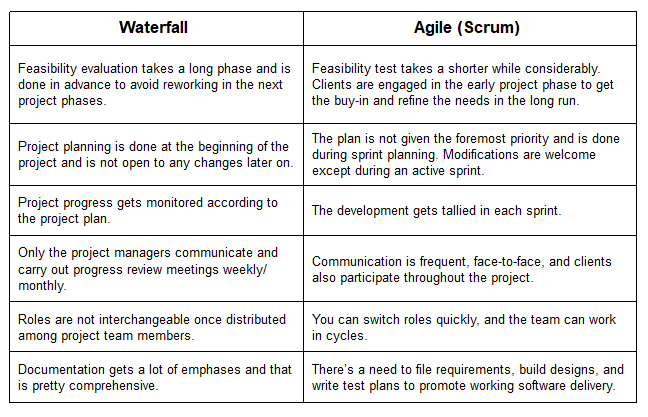 Waterfall
Agile (Scrum)
Feasibility evaluation takes a long phase and is
done in advance to avoid reworking in the next
project phases.
Feasibility test takes a shorter while considerably.
Clients are engaged in the early project phase to get
the buy-in and refine the needs in the long run.
Project planning is done at the beginning of the
project and is not open to any changes later on.
The plan is not given the foremost priority and is done
during sprint planning. Modifications are welcome
except during an active sprint.
Project progress gets monitored according to
the project plan.
The development gets tallied in each sprint.
Only the project managers communicate and
carry out progress review meetings weekly/
monthly.
Communication is frequent, face-to-face, and clients
also participate throughout the project.
Roles are not interchangeable once distributed
among project team members.
You can switch roles quickly, and the team can work
in cycles.
Documentation gets a lot of emphases and that
is pretty comprehensive.
There's a need to file requirements, build designs, and
write test plans to promote working software delivery.